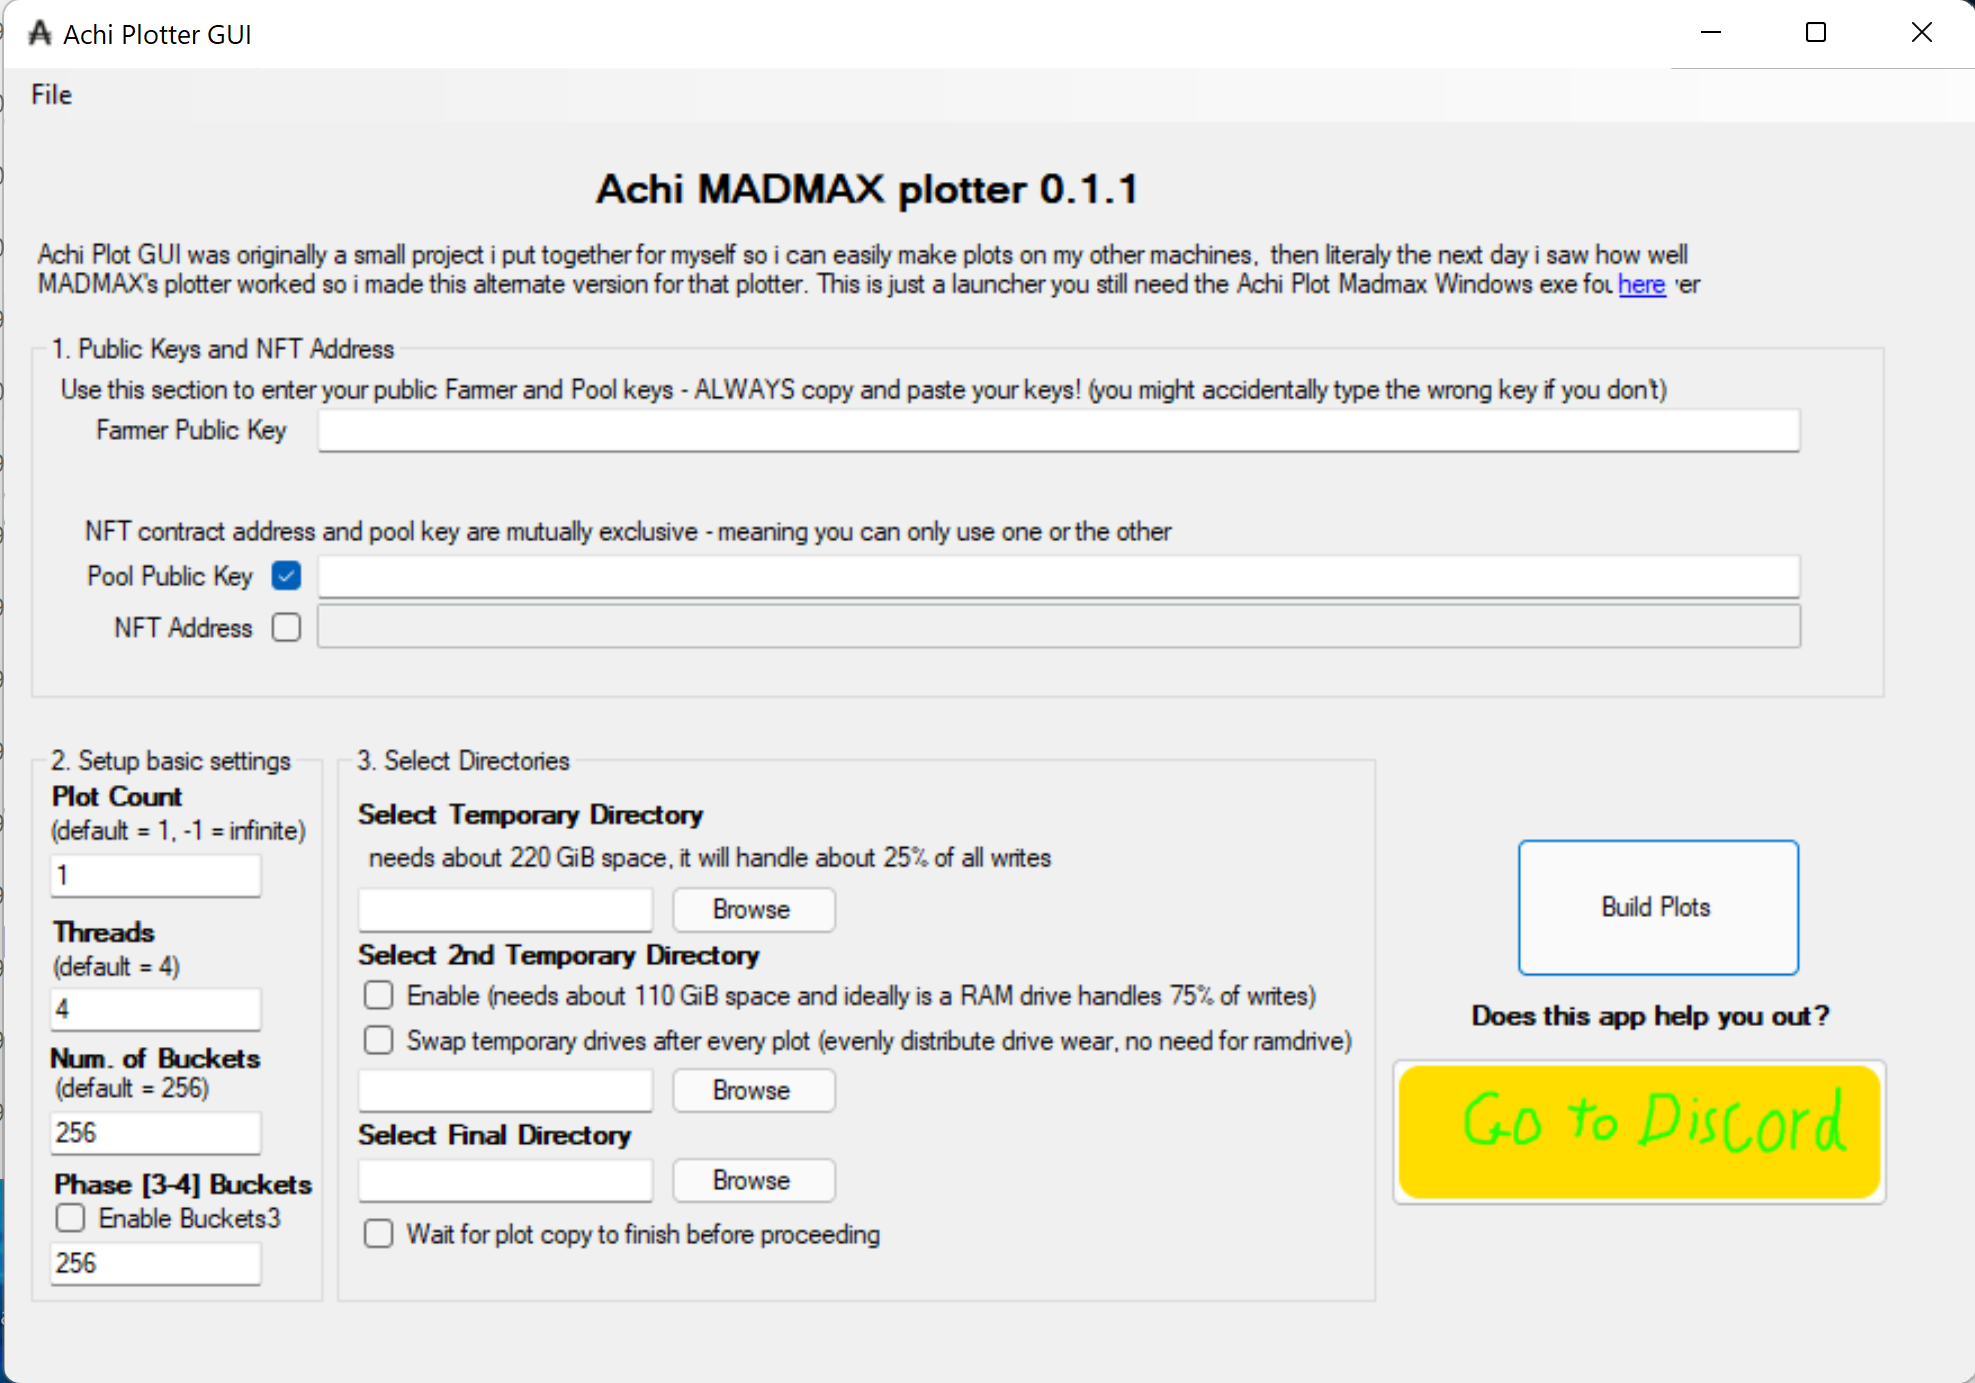 Achi Plotter GUI
File
Achi MADMAX plotter 0.1.1
Achi Plot GUI was originally a small project i put together for myself so i can easily make plots on my other machines,  then literaly the next day i saw how well
MADMAX's plotter worked so i made this alternate version for that plotter. This is just a launcher you still need the Achi Plot Madmax Windows exe fou here er
1. Public Keys and NFT Address
Use this section to enter your public Farmer and Pool keys - ALWAYS copy and paste your keys! (you might accidentally type the wrong key if you don't)
Farmer Public Key
NFT contract address and pool key are mutually exclusive - meaning you can only use one or the other
Pool Public Key
NFT Address
2. Setup basic settings
Plot Count
(default = 1, -1 = infinite)
1
Threads
(default = 4)
4
Num. of Buckets
(default = 256)
256
Phase [3-4] Buckets
Enable Buckets3
256
3. Select Directories
Select Temporary Directory
needs about 220 GiB space, it will handle about 25% of all writes
Browse
Select 2nd Temporary Directory
Enable (needs about 110 GiB space and ideally is a RAM drive handles 75% of writes)
Swap temporary drives after every plot (evenly distribute drive wear, no need for ramdrive)
Browse
Select Final Directory
Browse
Wait for plot copy to finish before proceeding
Build Plots
Does this app help you out?
Go to Discord